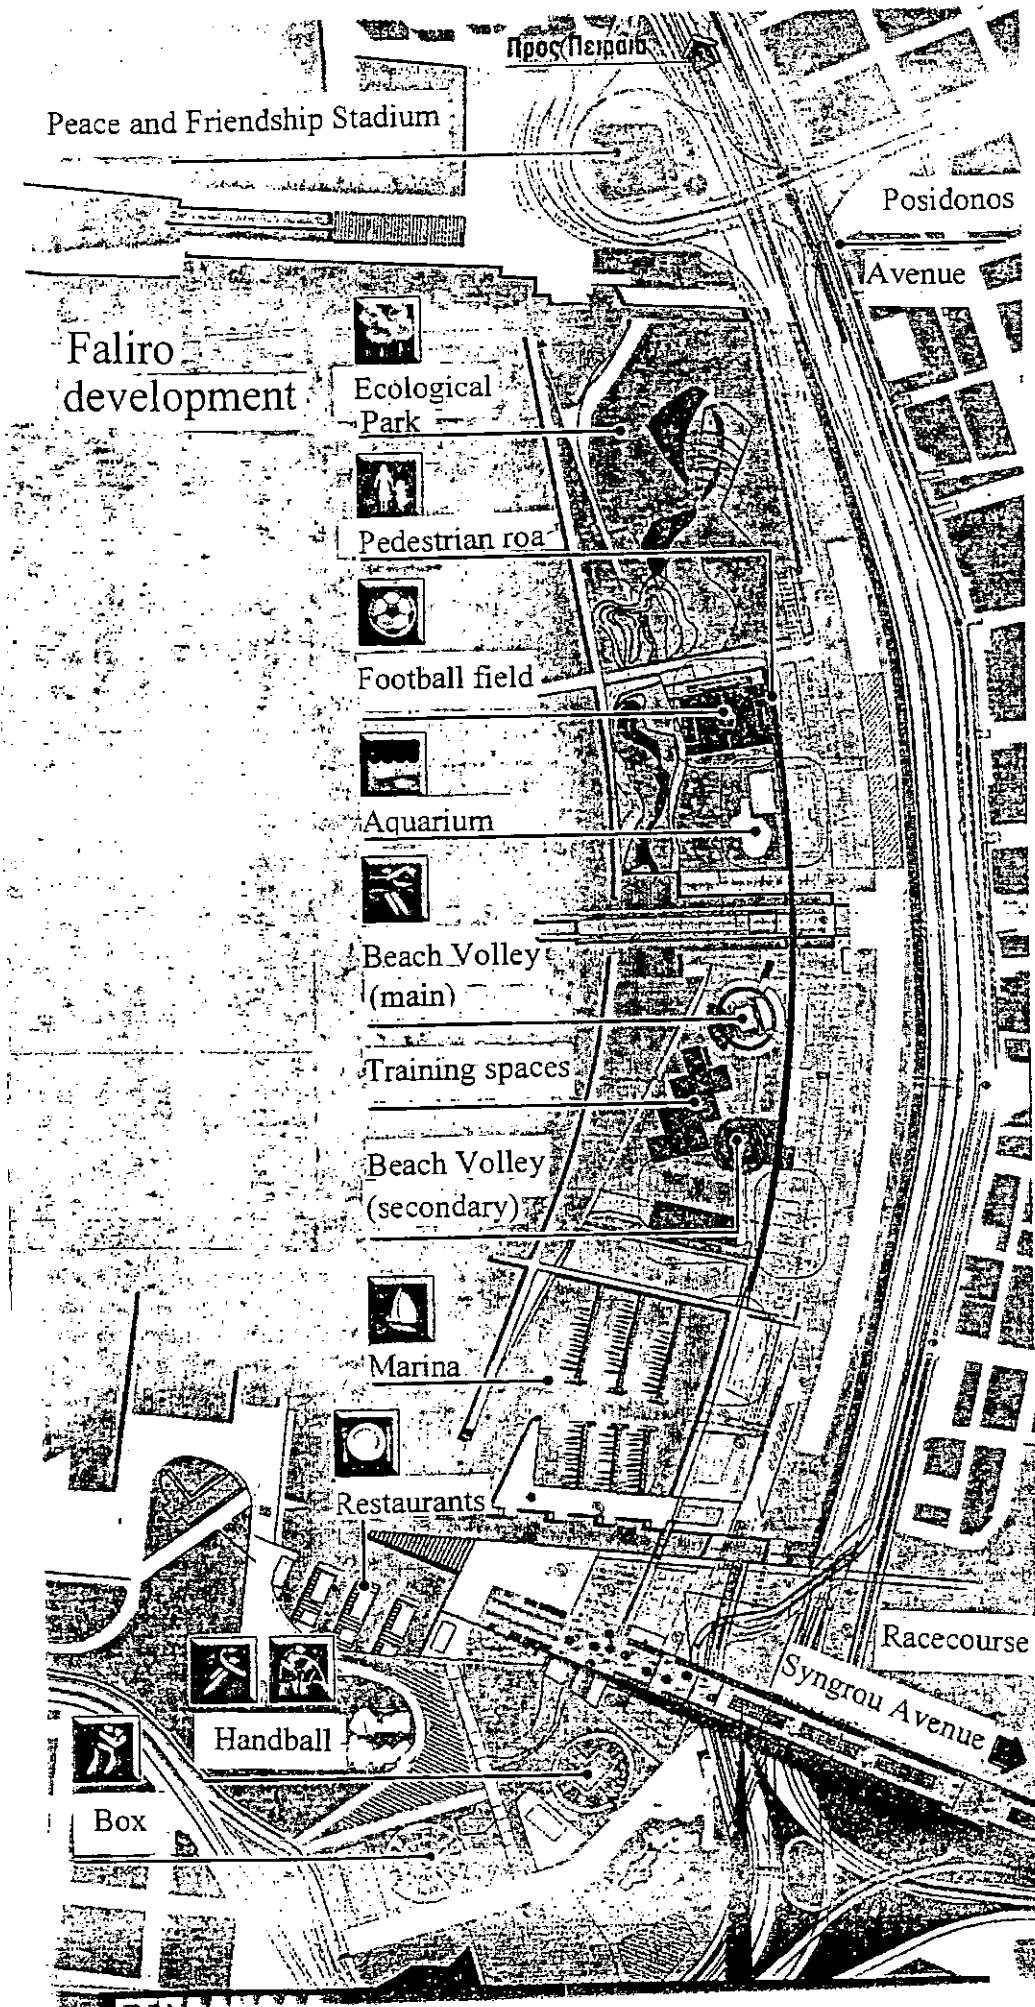 Προς Πειραιά
Peace and Friendship Stadium
Posidonos
Avenue
Faliro
development
Ecological
Park
Pedestrian roa
Football field
Aquarium
Beach Volley
(main)
Training spaces
Beach Volley
(secondary)
Marina
Restaurants
Racecourse
Syngrou Avenue
Handball
Box